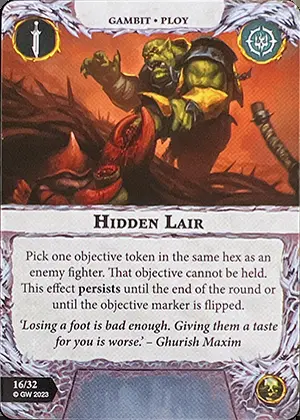 GAMBIT • PLOY
HIDDEN LAIR
Pick one objective token in the same hex as an
enemy fighter. That objective cannot be held.
This effect persists until the end of the round or
until the objective marker is flipped.
'Losing a foot is bad enough. Giving them a taste
for you is worse.' – Ghurish Maxim
16/32
© GW 2023